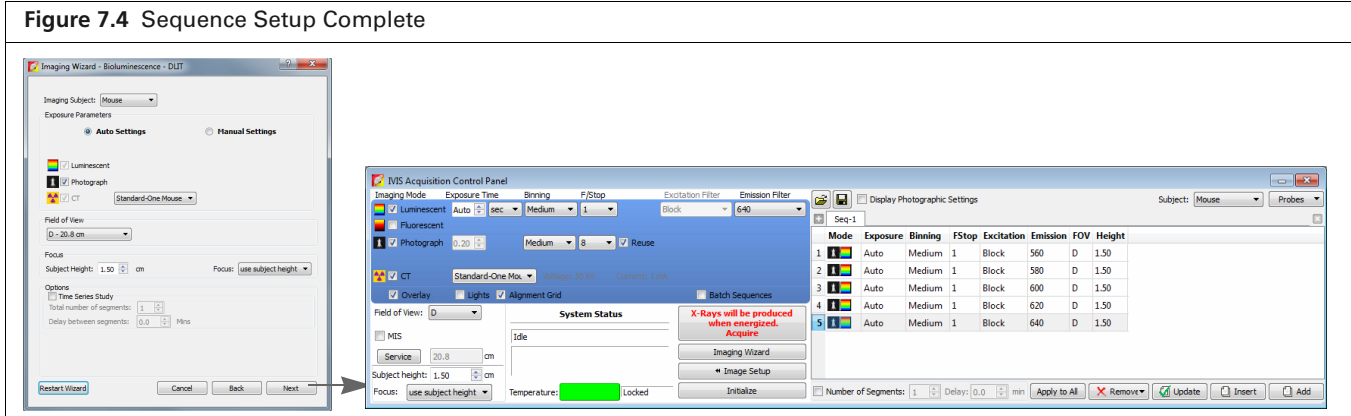 Figure 7.4 Sequence Setup Complete
Imaging Wizard - Bioluminescence - DLIT
Imaging Subject: Mouse
Exposure Parameters
Auto Settings Manual Settings
Luminescent
Photograph
CT Standard-One Mouse
Field of View
D - 20.8 cm
Focus
Subject Height: 1.50 cm Focus: use subject height
Options
Time Series Study
Total number of segments: 1
Delay between segments: 0.0 Mins
Restart Wizard Cancel Back Next
IVIS Acquisition Control Panel
Imaging Mode Exposure Time Binning F/Stop Excitation Filter Emission Filter
Luminescent Auto sec Medium 1 Block 640
Fluorescent
Photograph 0.20 Medium 8 Reuse
CT Standard-One Mou
Overlay Lights Alignment Grid Batch Sequences
Field of View: D
MIS
Service 20.8 cm
Subject height: 1.50 cm
Focus: use subject height
System Status
Idle
Temperature: Locked
X-Rays will be produced
when energized.
Acquire
Imaging Wizard
Image Setup
Initialize
Display Photographic Settings Subject: Mouse Probes
Seq-1
Mode Exposure Binning FStop Excitation Emission FOV Height
1 Auto Medium 1 Block 560 D 1.50
2 Auto Medium 1 Block 580 D 1.50
3 Auto Medium 1 Block 600 D 1.50
4 Auto Medium 1 Block 620 D 1.50
5 Auto Medium 1 Block 640 D 1.50
Number of Segments: 1 Delay: 0.0 min Apply to All Remove Update Insert Add